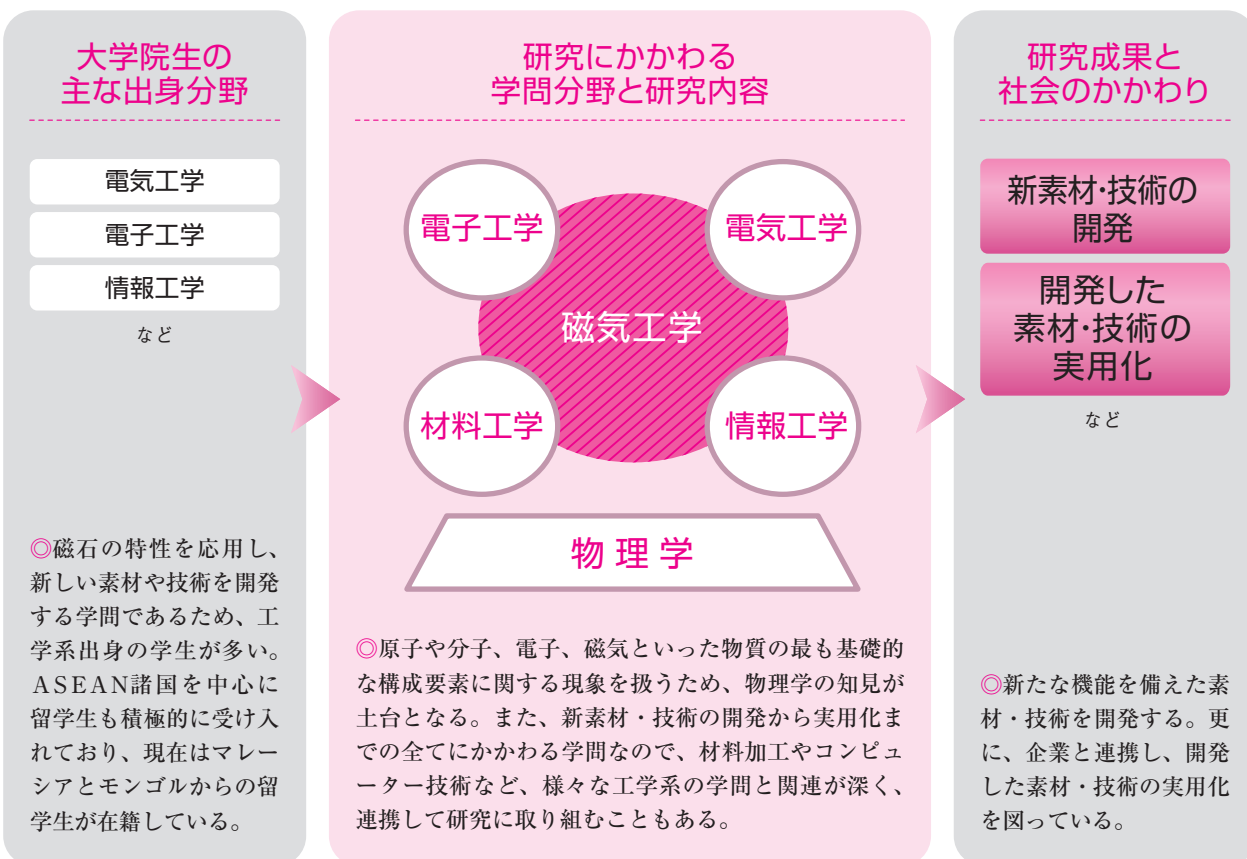 大学院生の
主な出身分野
電気工学
電子工学
情報工学
など
◎磁石の特性を応用し、
新しい素材や技術を開発
する学問であるため、工
学系出身の学生が多い。
ASEAN諸国を中心に
留学生も積極的に受け入
れており、現在はマレー
シアとモンゴルからの留
学生が在籍している。
研究にかかわる
学問分野と研究内容
電子工学
電気工学
磁気工学
材料工学
情報工学
物理学
◎原子や分子、電子、磁気といった物質の最も基礎的
な構成要素に関する現象を扱うため、物理学の知見が
土台となる。また、新素材・技術の開発から実用化ま
での全てにかかわる学問なので、材料加工やコンピュ
ーター技術など、様々な工学系の学問と関連が深く、
連携して研究に取り組むこともある。
研究成果と
社会のかかわり
新素材・技術の
開発
開発した
素材・技術の
実用化
など
◎新たな機能を備えた素
材・技術を開発する。更
に、企業と連携し、開発
した素材・技術の実用化
を図っている。